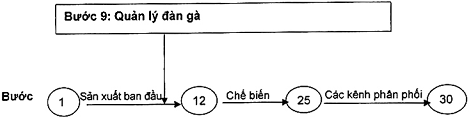 Bước 9: Quản lý đàn gà
Bước 1 Sản xuất ban đầu 12 Chế biến 25 Các kênh phân phối 30